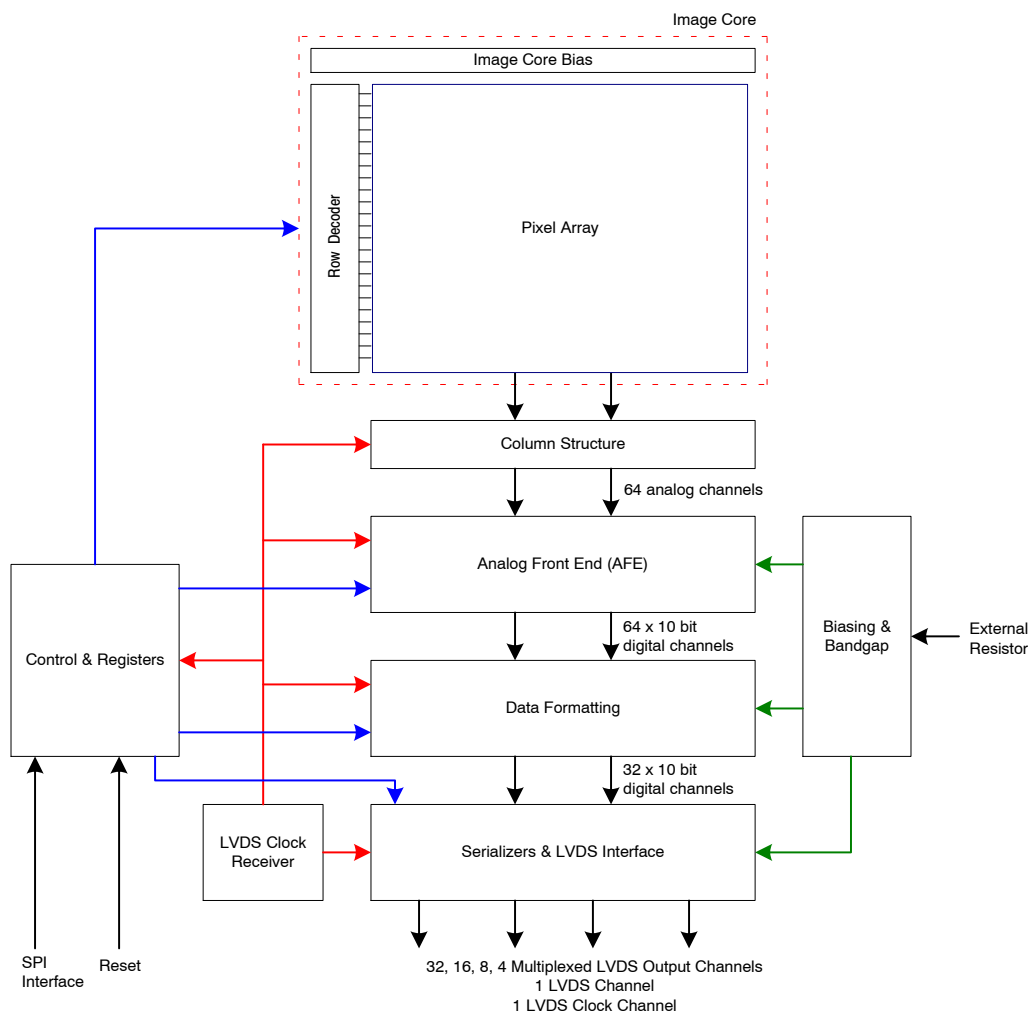 Image Core
Image Core Bias
Row Decoder
Pixel Array
Column Structure
64 analog channels
Analog Front End (AFE)
64 x 10 bit
digital channels
Biasing &
Bandgap
External
Resistor
Control & Registers
Data Formatting
32 x 10 bit
digital channels
LVDS Clock
Receiver
Serializers & LVDS Interface
SPI
Interface
Reset
32, 16, 8, 4 Multiplexed LVDS Output Channels
1 LVDS Channel
1 LVDS Clock Channel